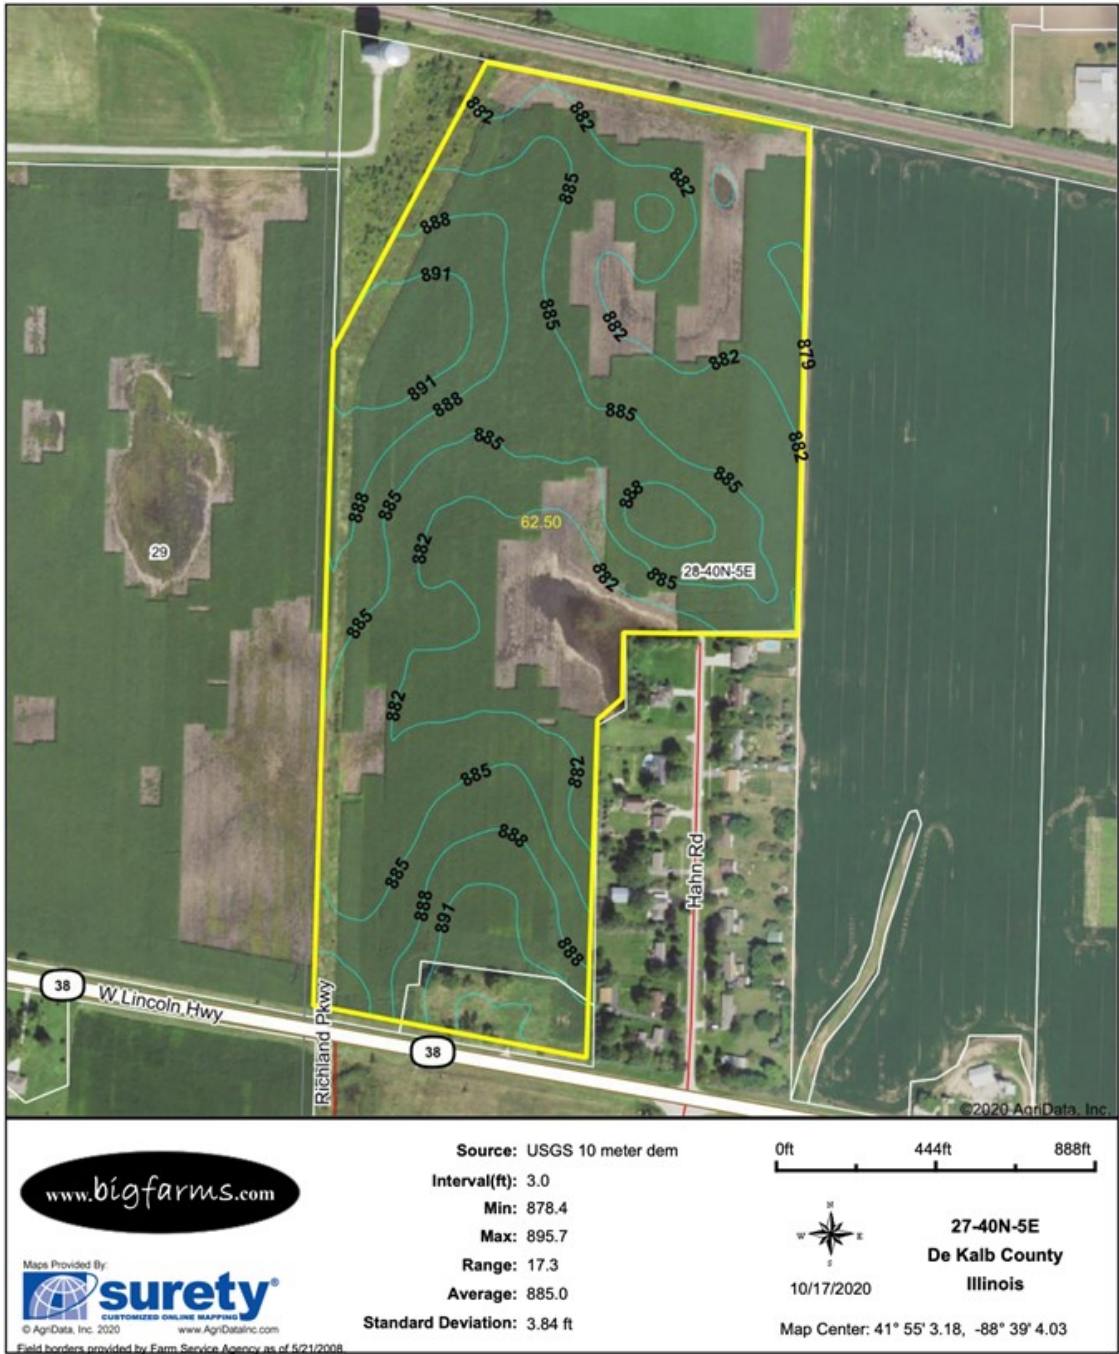 882
882
882
885
888
891
885
882
882
879
891
888
885
882
885
885
888
888
885
62.50
882
29
882
885
28-40N-5E
885
882
882
885
888
885
888
891
888
Hahn Rd
38
W Lincoln Hwy
Richland Pkwy
38
©2020 AgriData, Inc.
www.bigfarms.com
Maps Provided By:
surety®
CUSTOMIZED ONLINE MAPPING
© AgriData, Inc. 2020 www.AgriDataInc.com
Field borders provided by Farm Service Agency as of 5/21/2008.
Source: USGS 10 meter dem
Interval(ft): 3.0
Min: 878.4
Max: 895.7
Range: 17.3
Average: 885.0
Standard Deviation: 3.84 ft
0ft 444ft 888ft
N
W E
S
10/17/2020
27-40N-5E
De Kalb County
Illinois
Map Center: 41° 55' 3.18, -88° 39' 4.03